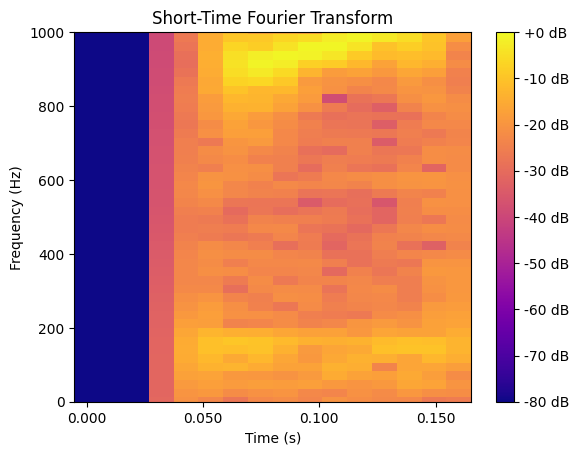 Short-Time Fourier Transform
Frequency (Hz)
1000
800
600
400
200
0
0.000
0.050
0.100
0.150
Time (s)
+0 dB
-10 dB
-20 dB
-30 dB
-40 dB
-50 dB
-60 dB
-70 dB
-80 dB